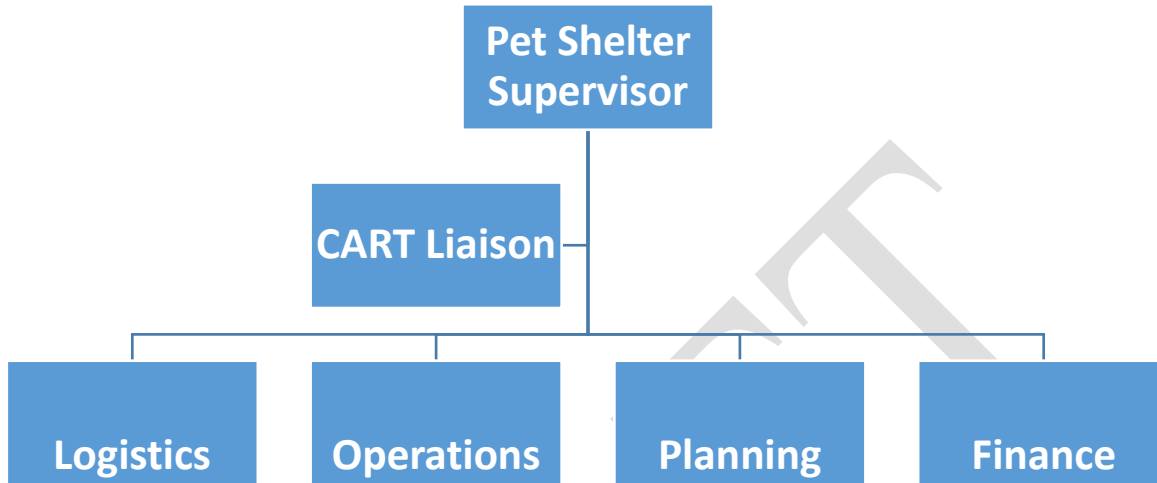 Pet Shelter
Supervisor
CART Liaison
Logistics
Operations
Planning
Finance